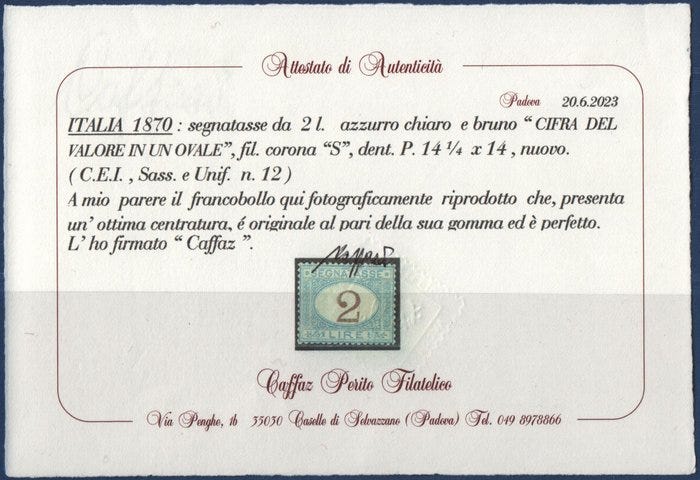 Attestato di Autenticità
Padova 20.6.2023
ITALIA 1870 : segnatasse da 2 l. azzurro chiaro e bruno “ CIFRA DEL
VALORE IN UN OVALE”, fil. corona “S”, dent. P. 14 ¼ x 14 , nuovo.
( C.E.I. , Sass. e Unif. n. 12 )
A mio parere il francobollo qui fotograficamente riprodotto che, presenta
un' ottima centratura, é originale al pari della sua gomma ed è perfetto.
L' ho firmato “ Caffaz ”.
SEGNATASSE
2
LIRE
Caffaz Perito Filatelico
Via Penghe, 1b 35030 Caselle di Selvazzano (Padova) Tel. 049 8978866